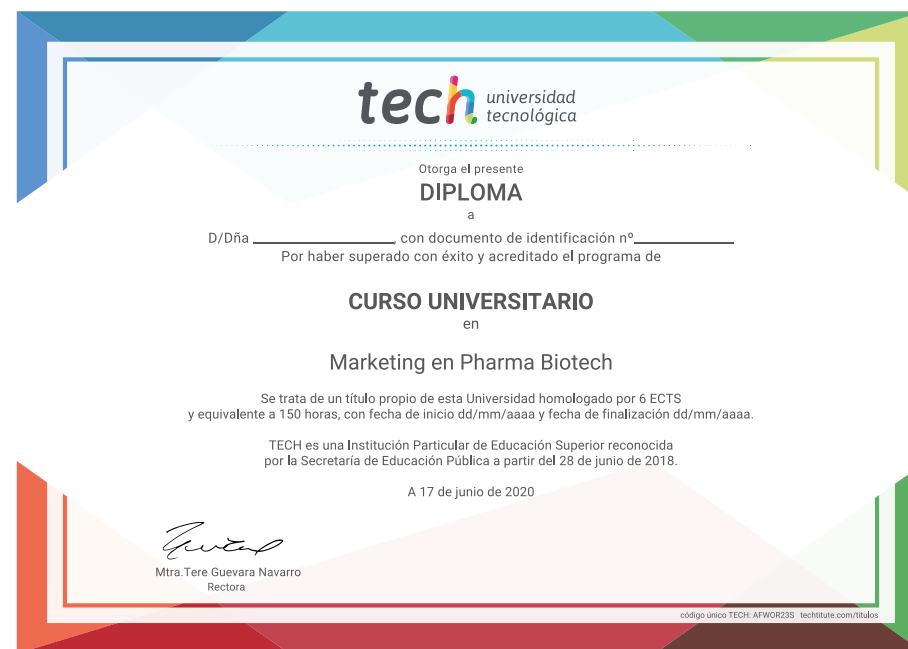 tech universidad
tecnológica
Otorga el presente
DIPLOMA
a
D/Dña ____________________, con documento de identificación nº______________
Por haber superado con éxito y acreditado el programa de
CURSO UNIVERSITARIO
en
Marketing en Pharma Biotech
Se trata de un título propio de esta Universidad homologado por 6 ECTS
y equivalente a 150 horas, con fecha de inicio dd/mm/aaaa y fecha de finalización dd/mm/aaaa.
TECH es una Institución Particular de Educación Superior reconocida
por la Secretaría de Educación Pública a partir del 28 de junio de 2018.
A 17 de junio de 2020
Mtra.Tere Guevara Navarro
Rectora
código único TECH: AFWOR23S techtitute.com/titulos